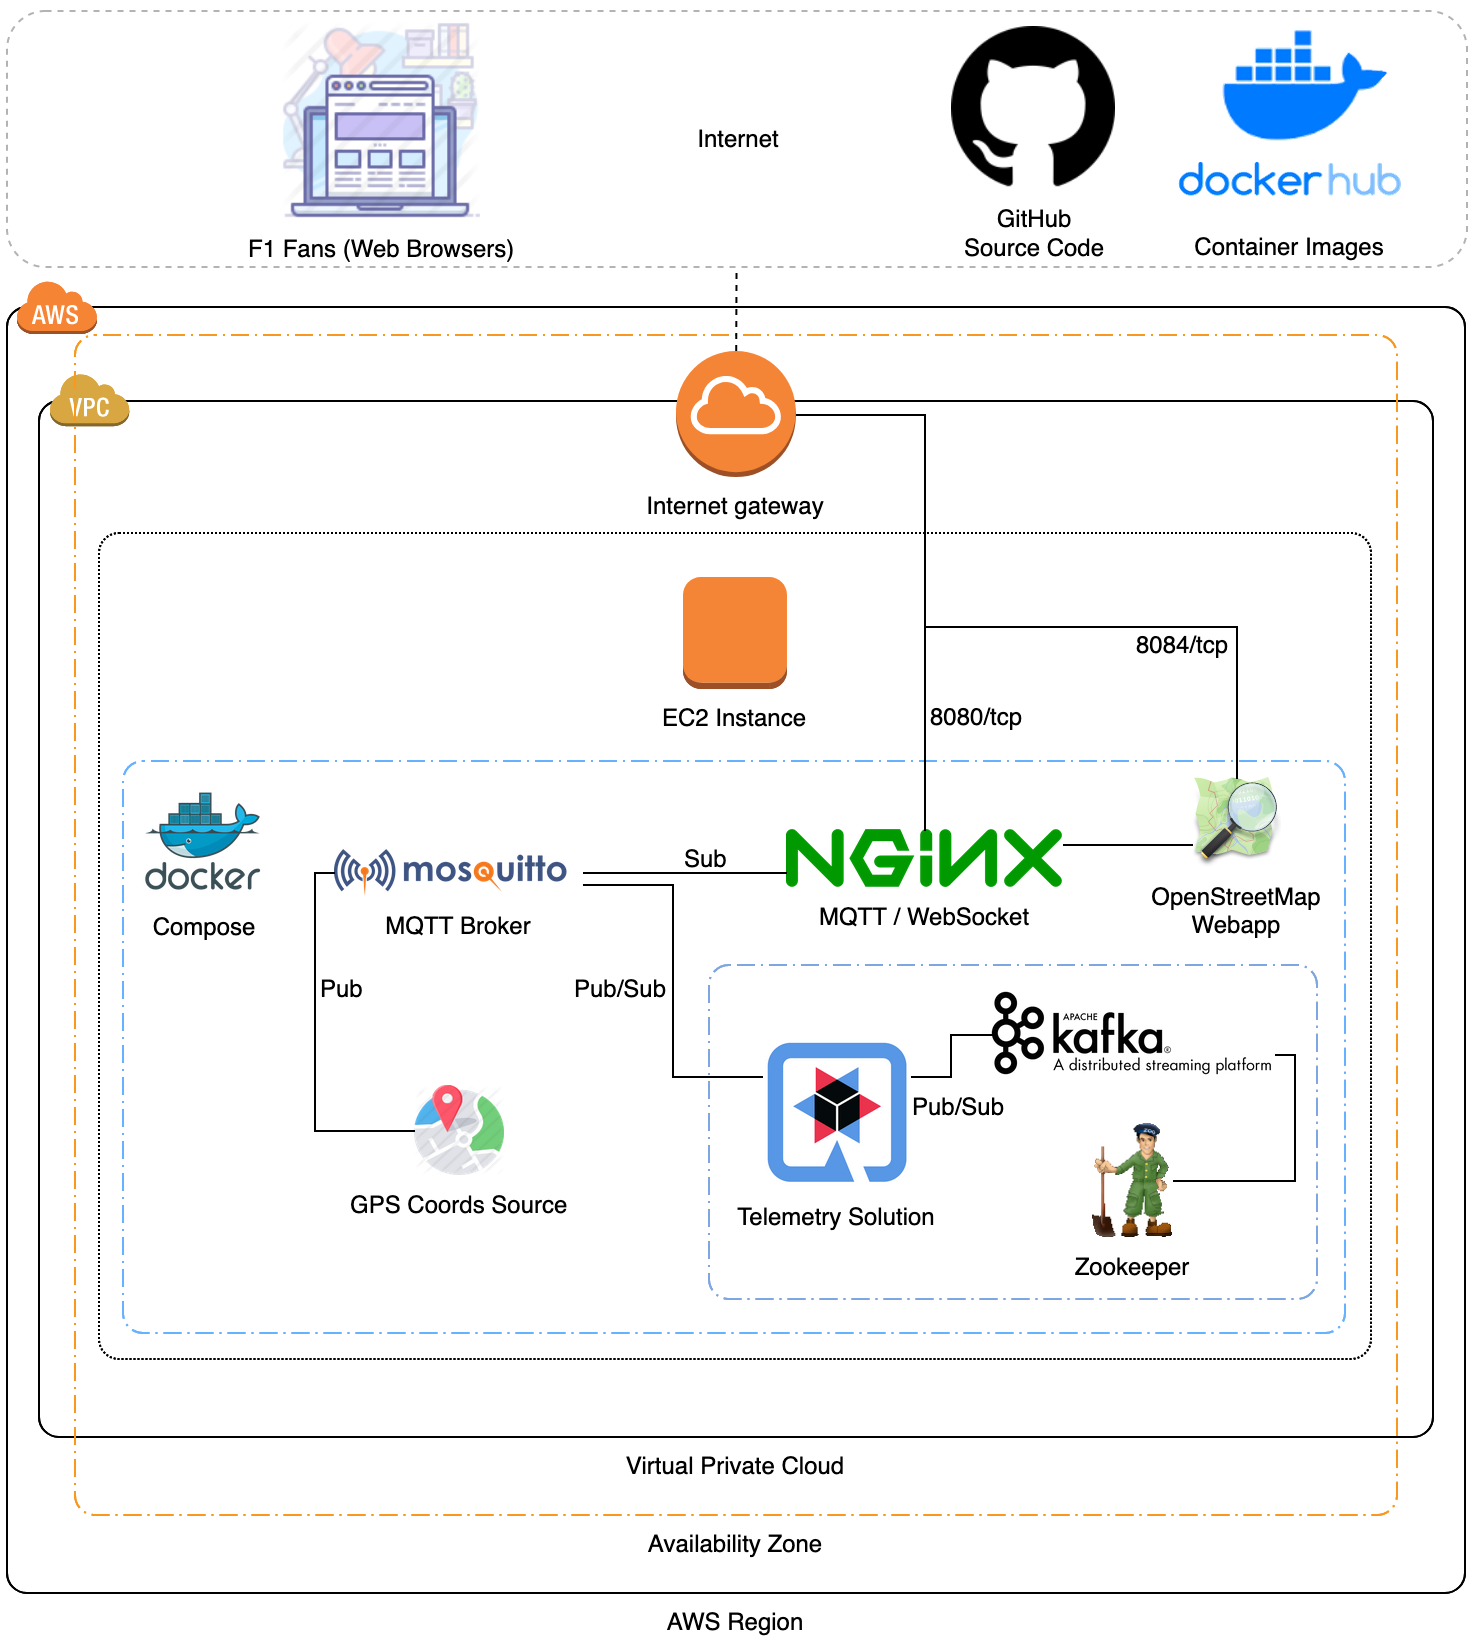 Internet
F1 Fans (Web Browsers)
GitHub
Source Code
docker hub
Container Images
AWS
VPC
Internet gateway
EC2 Instance
8084/tcp
8080/tcp
docker
Compose
mosquitto
MQTT Broker
Sub
NGINX
MQTT / WebSocket
OpenStreetMap
Webapp
Pub
Pub/Sub
APACHE
kafka®
A distributed streaming platform
Pub/Sub
GPS Coords Source
Telemetry Solution
ZOO
Zookeeper
Virtual Private Cloud
Availability Zone
AWS Region